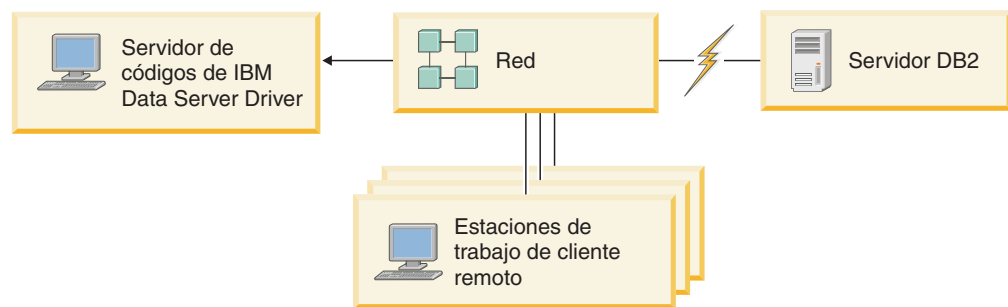 Servidor de
códigos de IBM
Data Server Driver
Red
Servidor DB2
Estaciones de
trabajo de cliente
remoto